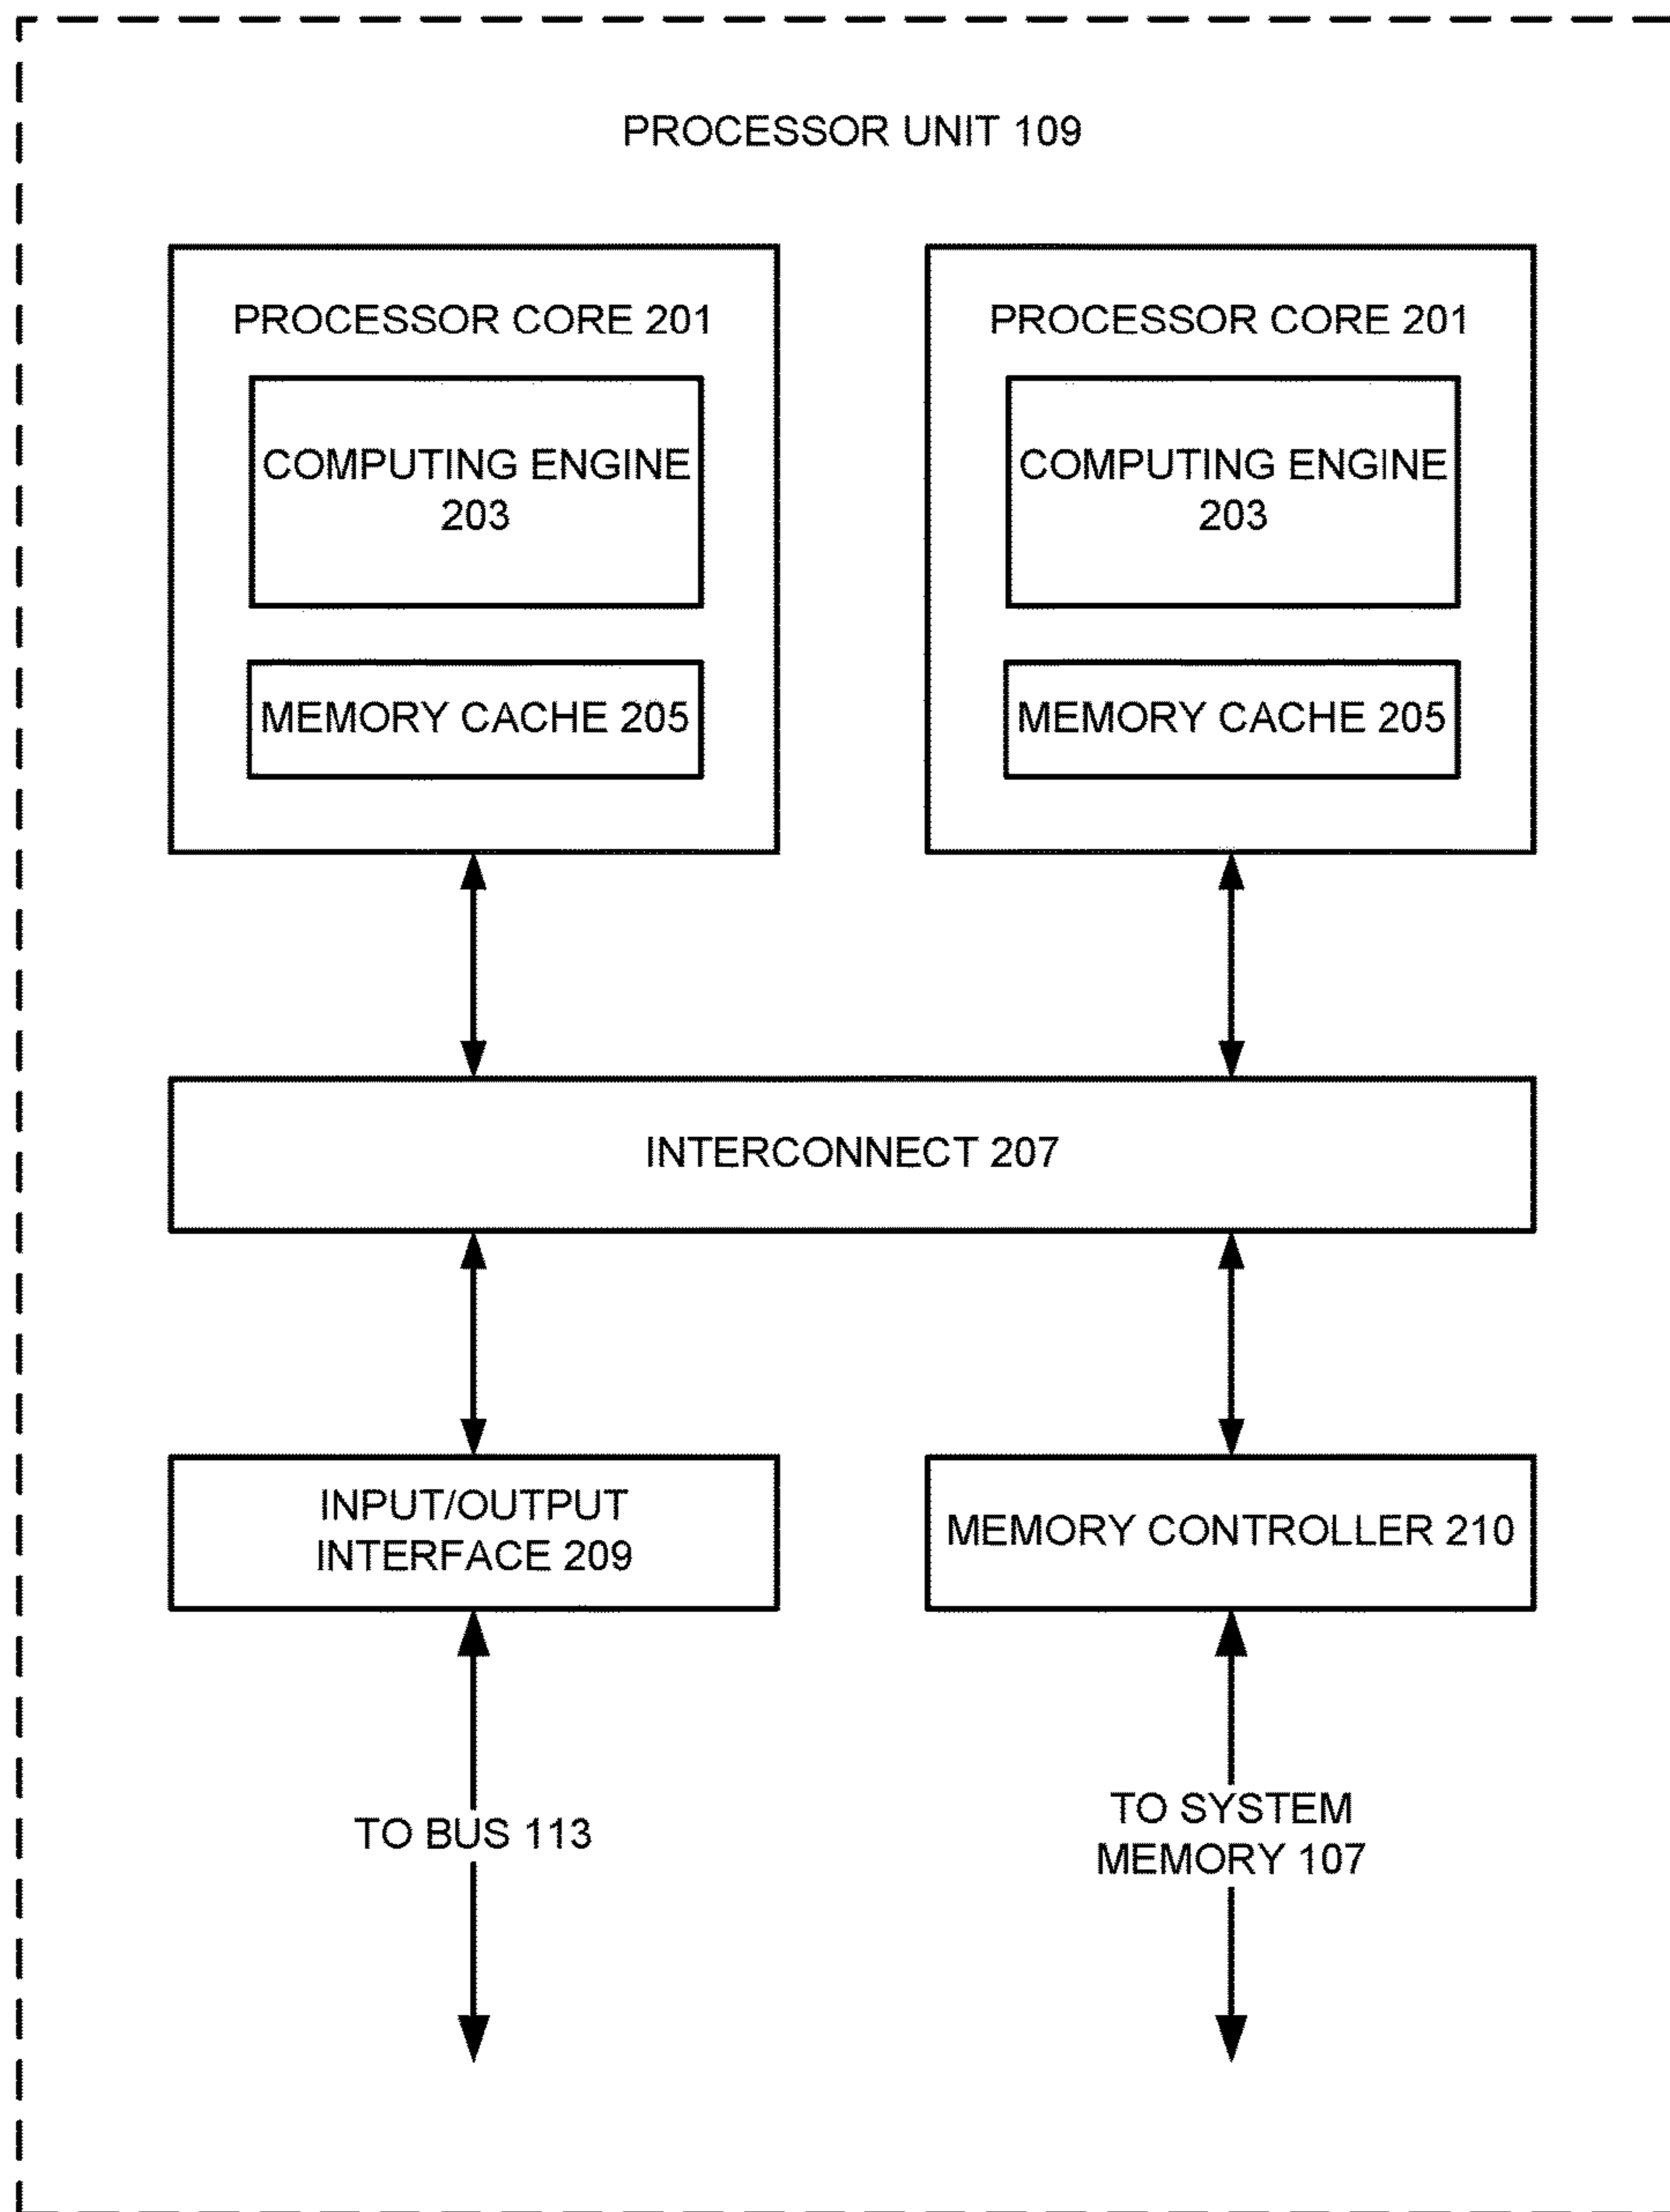 PROCESSOR UNIT 109
PROCESSOR CORE 201
COMPUTING ENGINE
203
MEMORY CACHE 205
PROCESSOR CORE 201
COMPUTING ENGINE
203
MEMORY CACHE 205
INTERCONNECT 207
INPUT/OUTPUT
INTERFACE 209
MEMORY CONTROLLER 210
TO BUS 113
TO SYSTEM
MEMORY 107